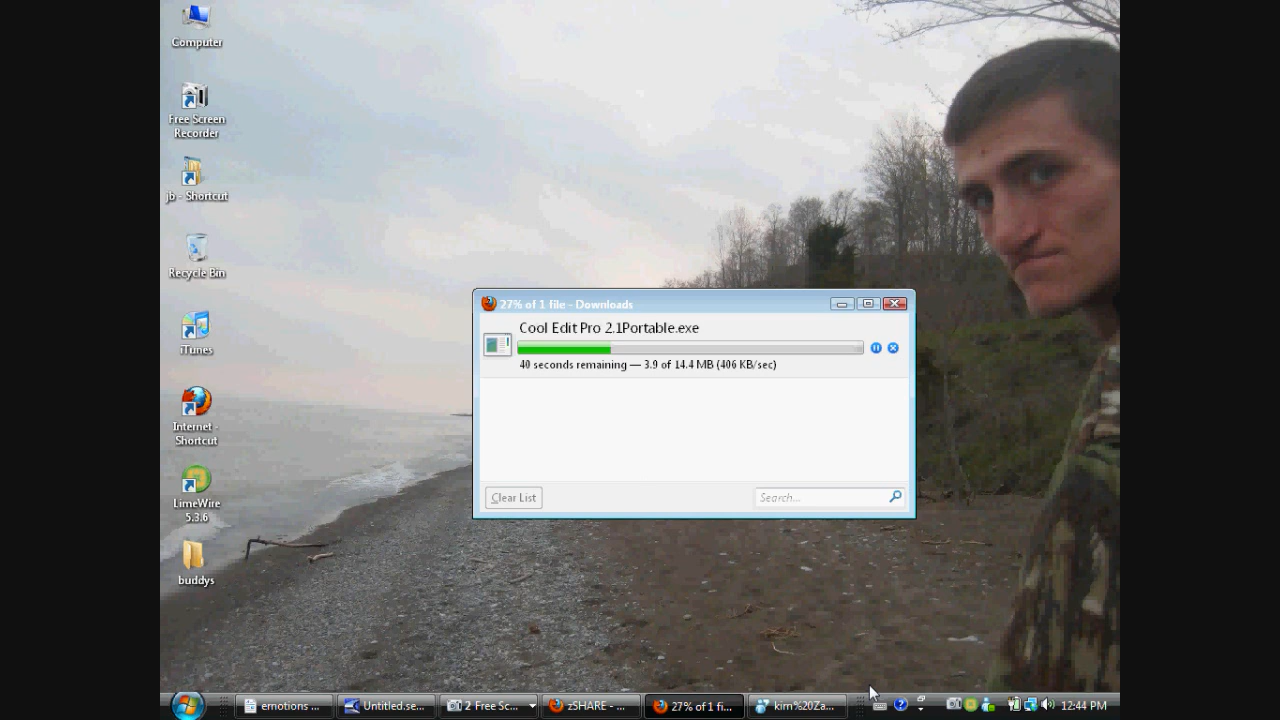 Computer
Free Screen
Recorder
jb - Shortcut
Recycle Bin
iTunes
Internet -
Shortcut
LimeWire
5.3.6
buddys
27% of 1 file - Downloads
Cool Edit Pro 2.1Portable.exe
40 seconds remaining — 3.9 of 14.4 MB (406 KB/sec)
Clear List
Search...
emotions ...
Untitled.se...
2 Free Sc...
zSHARE - ...
27% of 1 fi...
kirn%20Za...
12:44 PM